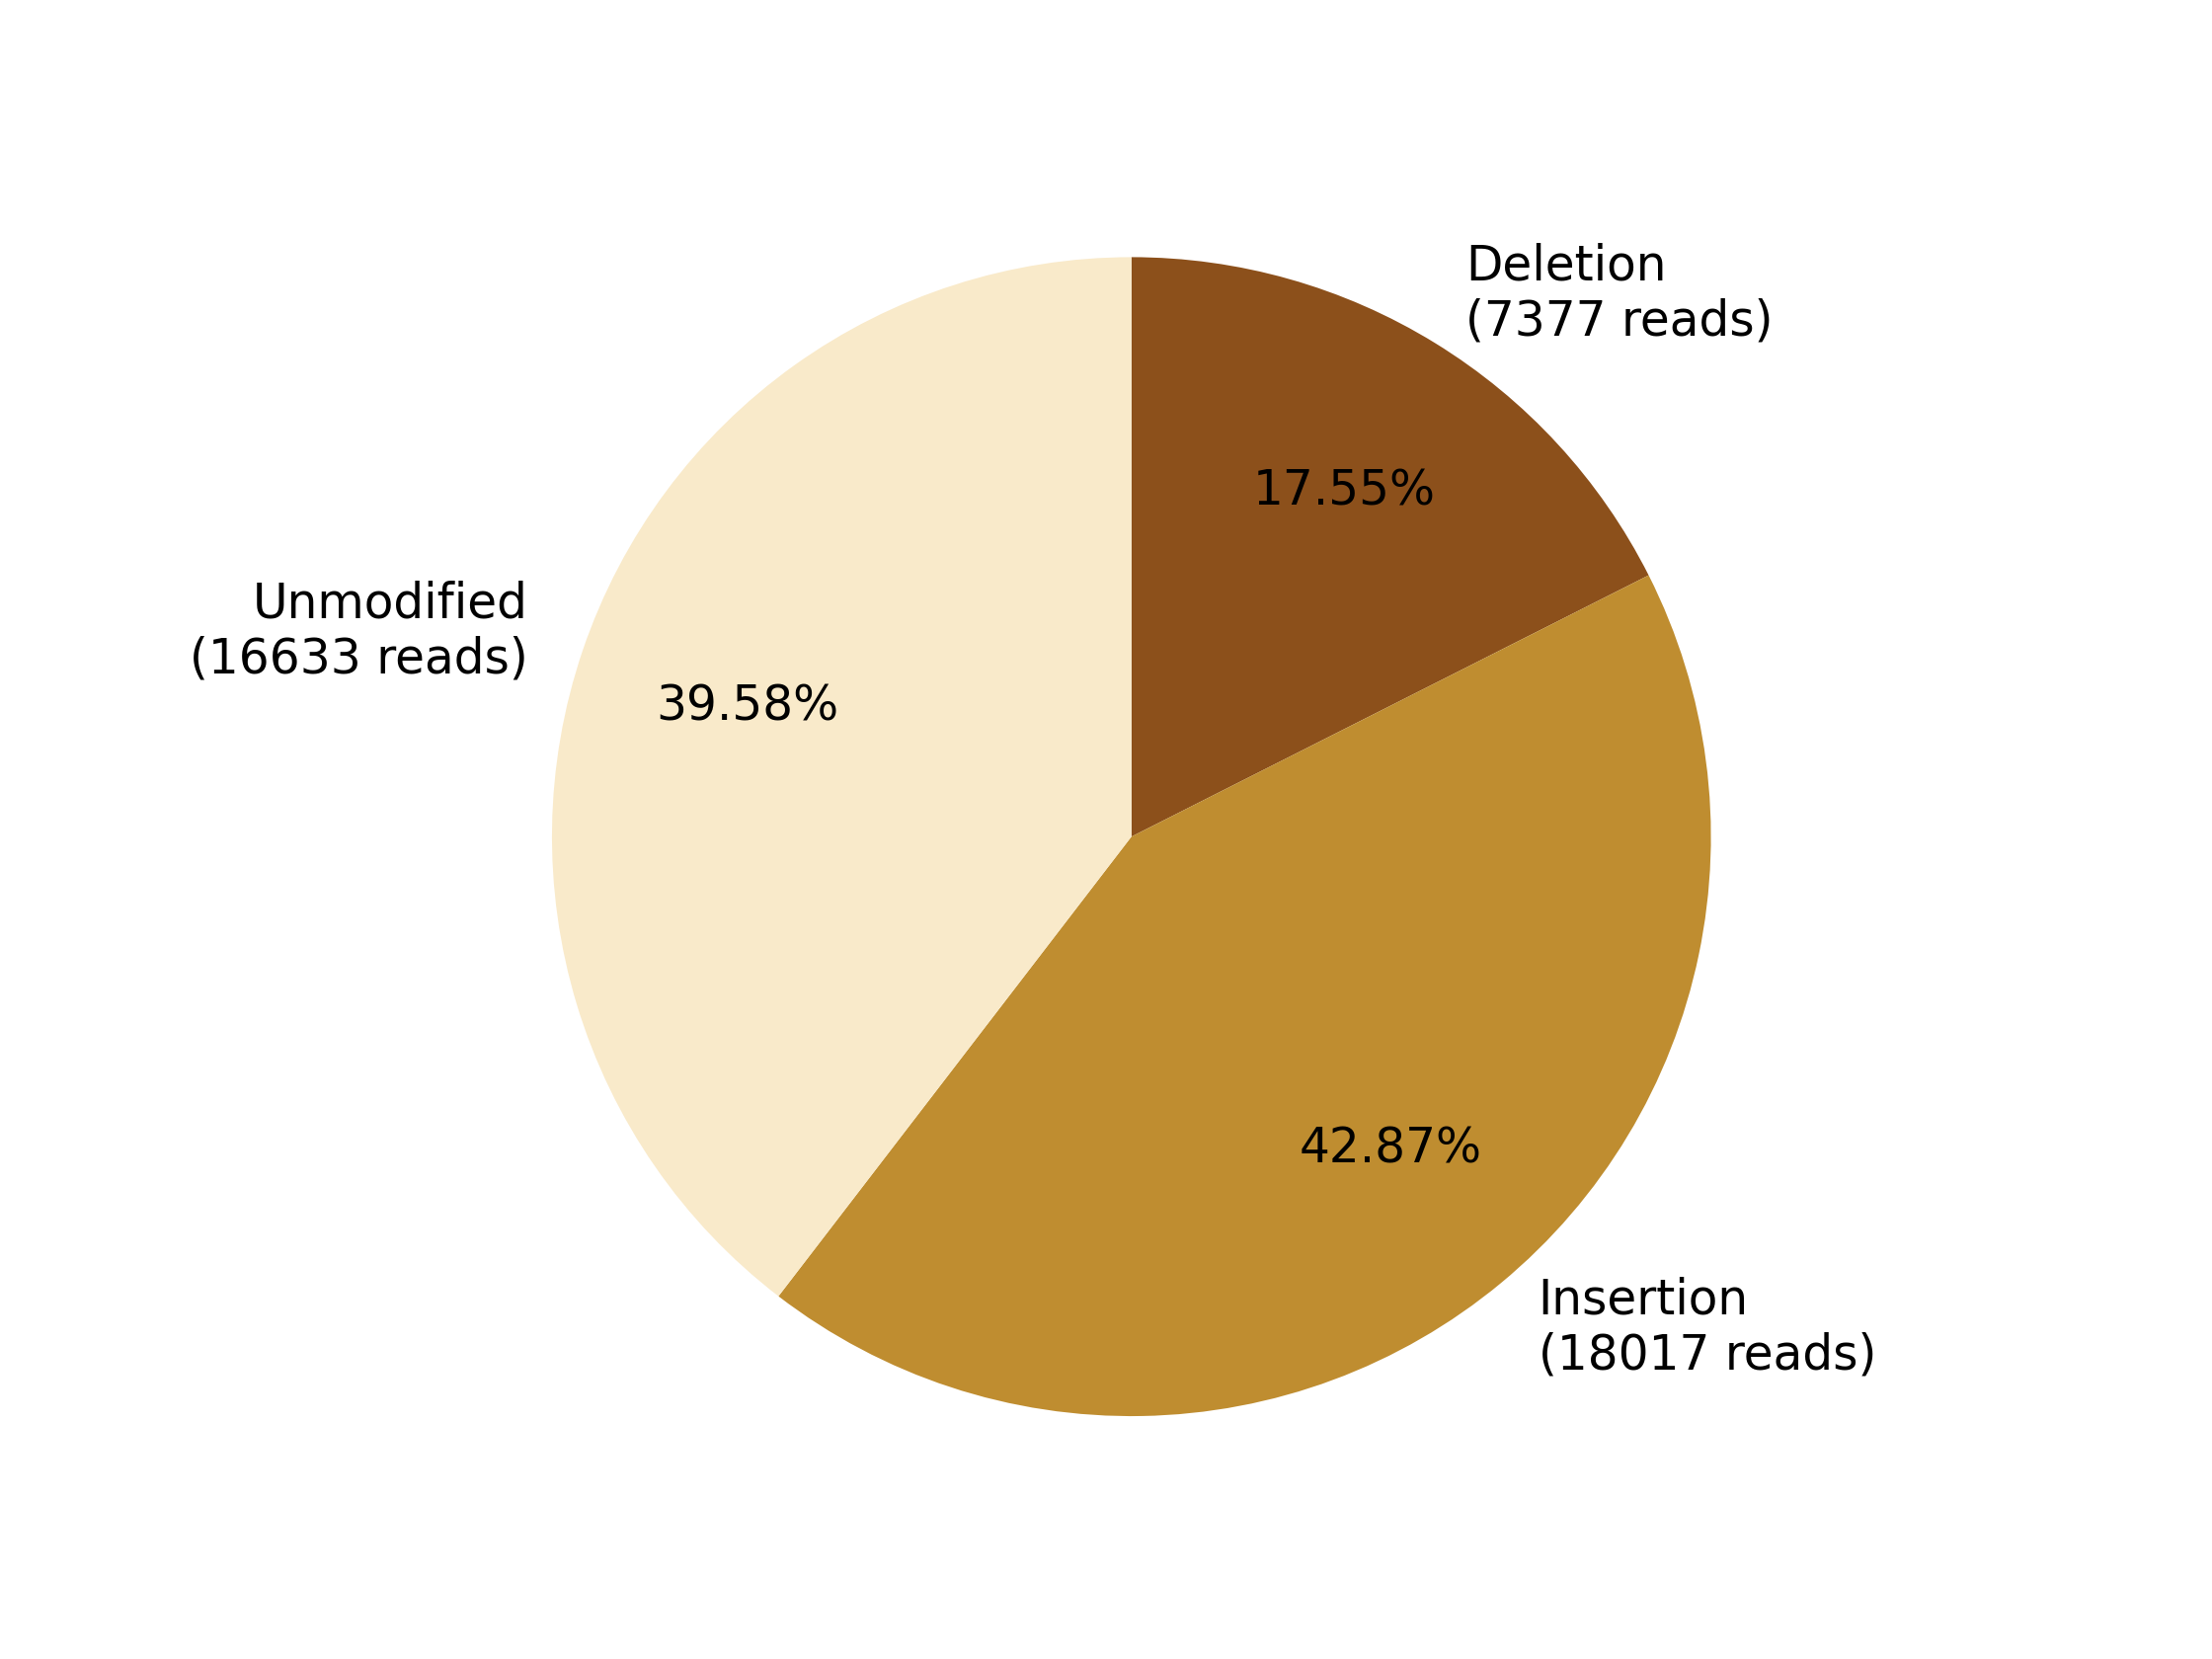 Deletion
(7377 reads)
17.55%
Unmodified
(16633 reads)
39.58%
42.87%
Insertion
(18017 reads)